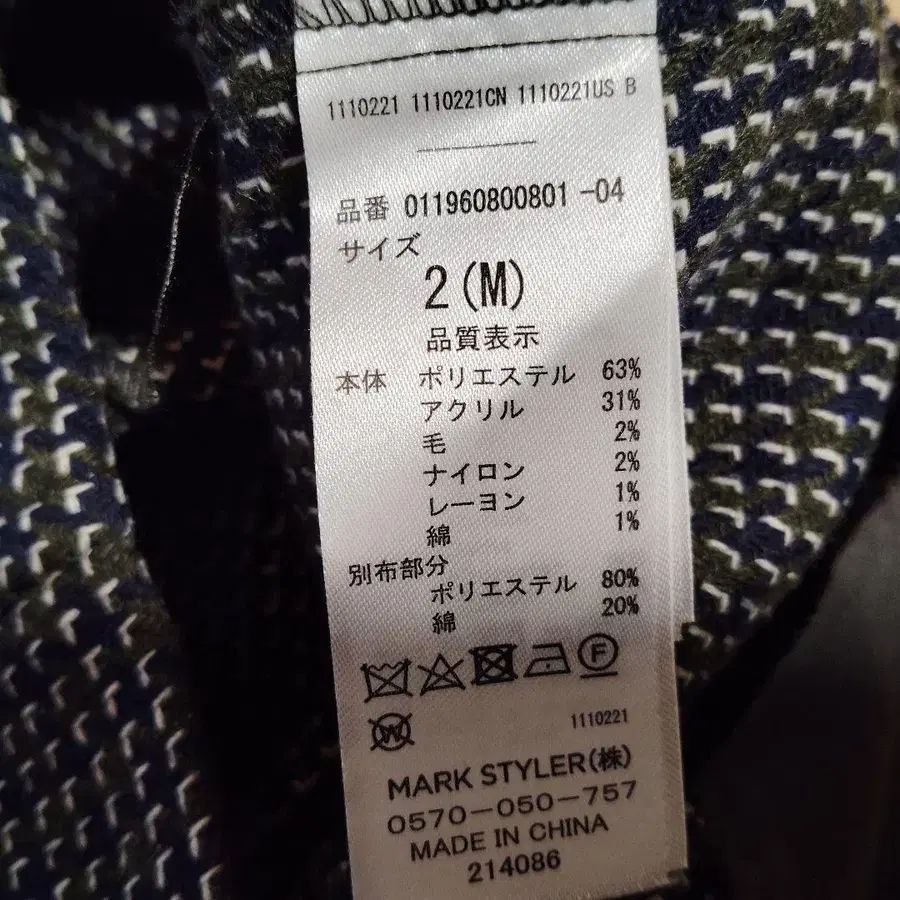 1110221 1110221CN 1110221US B
品番 011960800801 -04
サイズ
2(M)
品質表示
本体 ポリエステル 63%
アクリル 31%
毛 2%
ナイロン 2%
レーヨン 1%
綿 1%
別布部分
ポリエステル 80%
綿 20%
F
W
1110221
MARK STYLER(株)
0570-050-757
MADE IN CHINA
214086